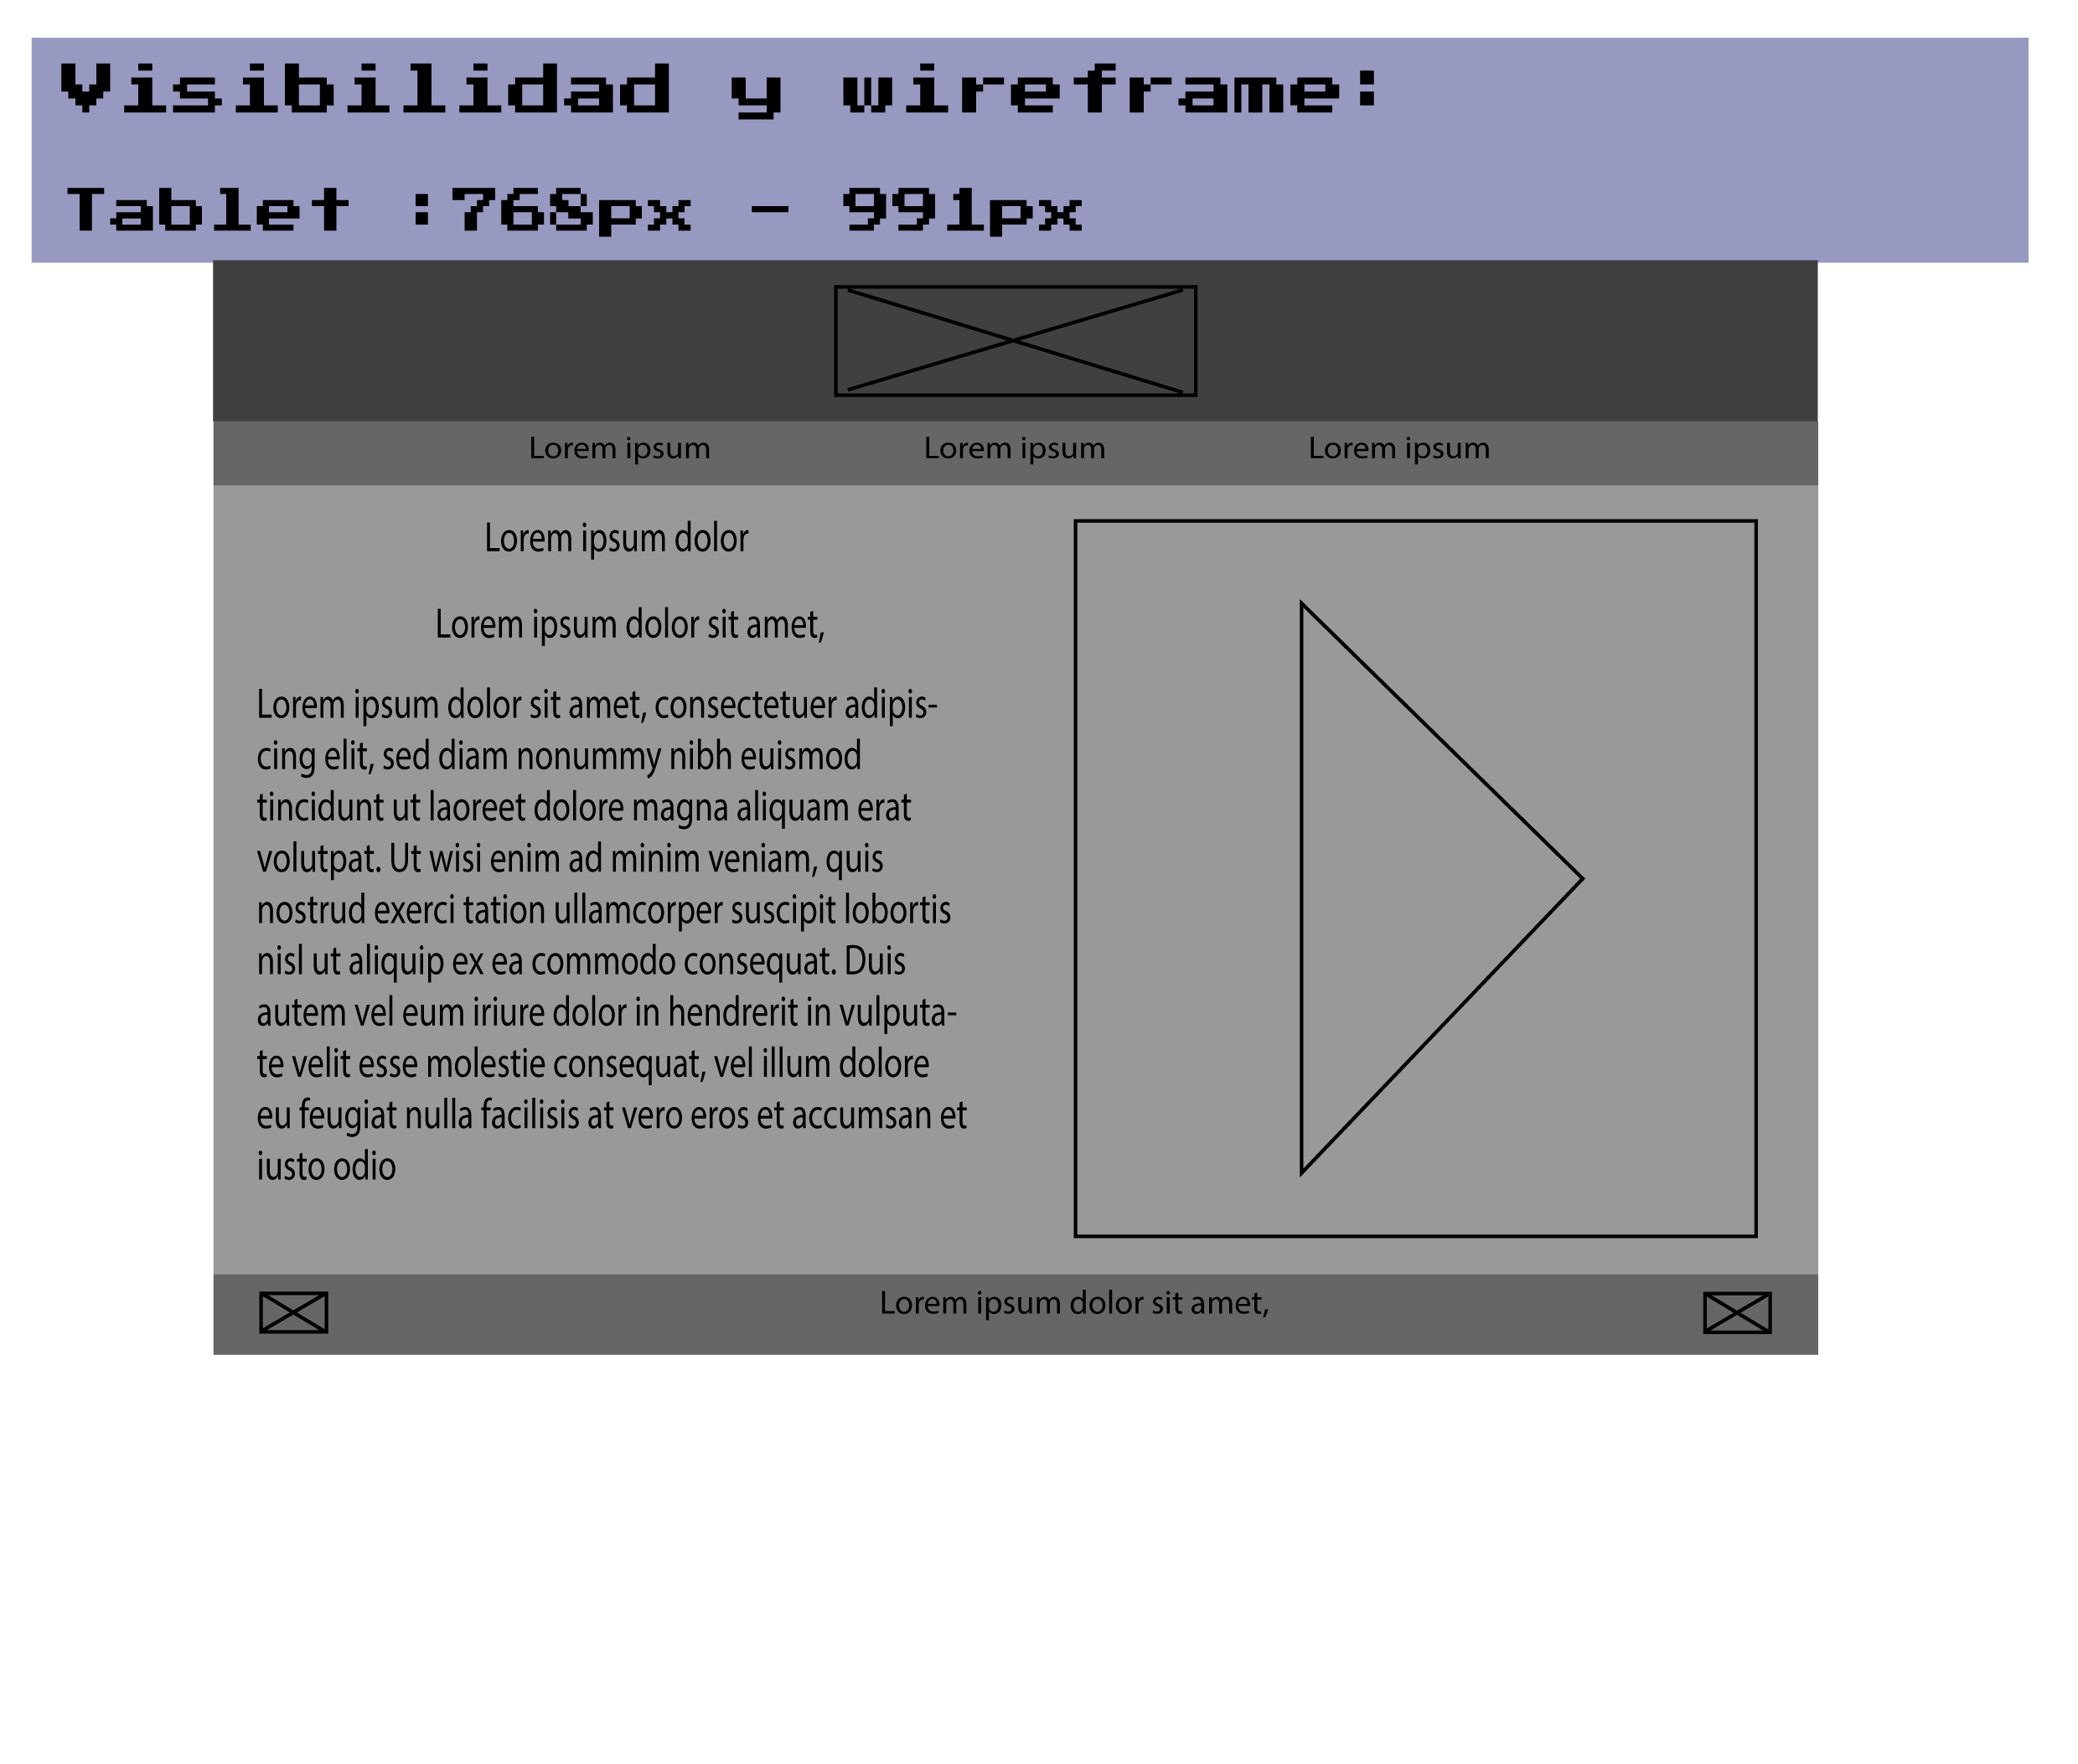 Visibilidad y wireframe:
Tablet :768px - 991px
Lorem ipsum Lorem ipsum Lorem ipsum
Lorem ipsum dolor
Lorem ipsum dolor sit amet,
Lorem ipsum dolor sit amet, consectetuer adipis-
cing elit, sed diam nonummy nibh euismod
tincidunt ut laoreet dolore magna aliquam erat
volutpat. Ut wisi enim ad minim veniam, quis
nostrud exerci tation ullamcorper suscipit lobortis
nisl ut aliquip ex ea commodo consequat. Duis
autem vel eum iriure dolor in hendrerit in vulputa-
te velit esse molestie consequat, vel illum dolore
eu feugiat nulla facilisis at vero eros et accumsan et
iusto odio
Lorem ipsum dolor sit amet,